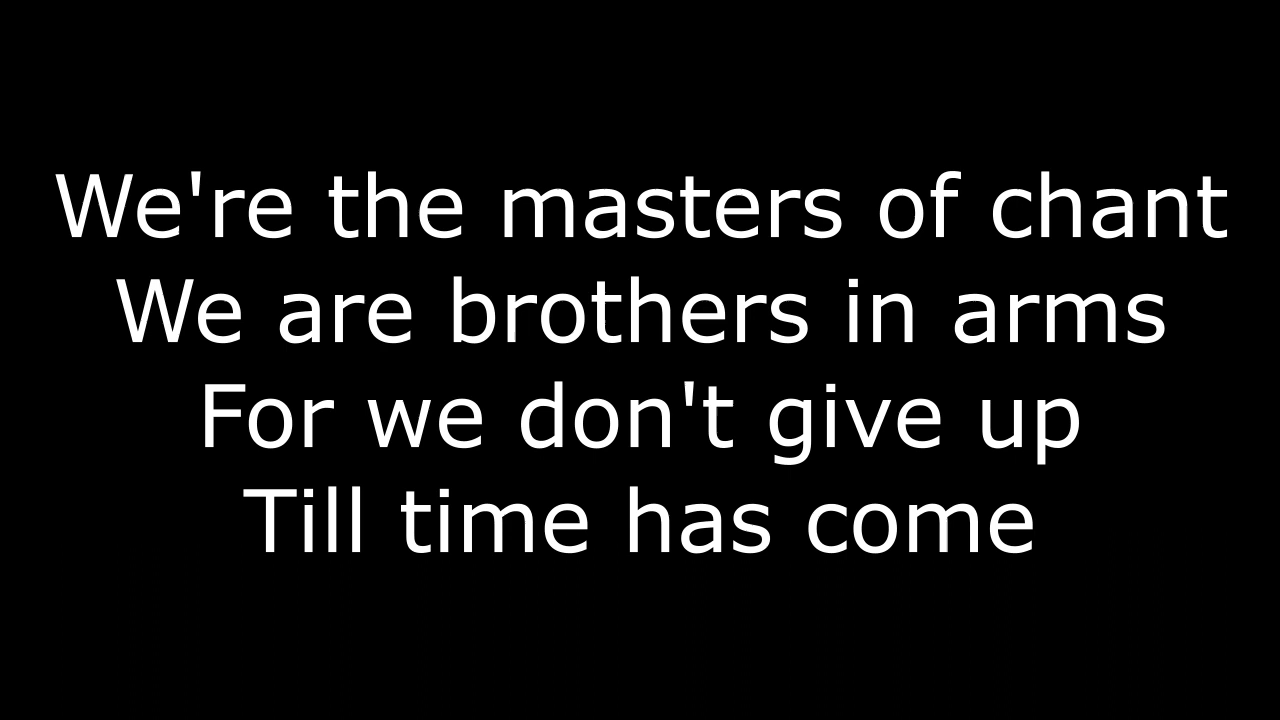 We're the masters of chant
We are brothers in arms
For we don't give up
Till time has come